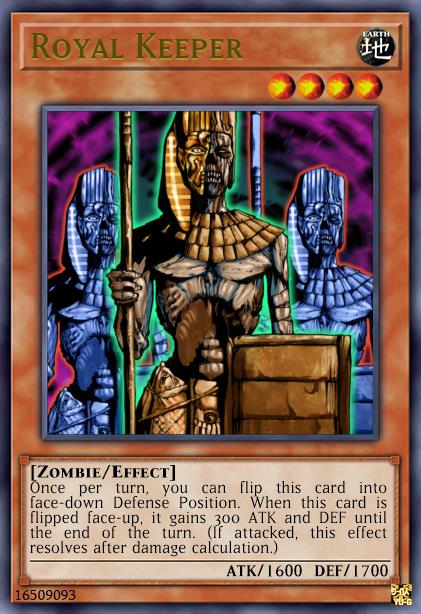 Royal Keeper
EARTH
地
[Zombie/Effect]
Once per turn, you can flip this card into
face-down Defense Position. When this card is
flipped face-up, it gains 300 ATK and DEF until
the end of the turn. (If attacked, this effect
resolves after damage calculation.)
ATK/1600 DEF/1700
16509093